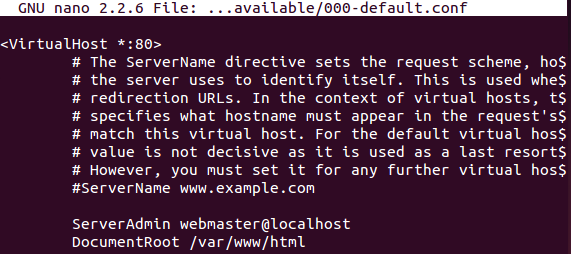 GNU nano 2.2.6 File: ...available/000-default.conf
<VirtualHost *:80>
# The ServerName directive sets the request scheme, ho$
# the server uses to identify itself. This is used whe$
# redirection URLs. In the context of virtual hosts, t$
# specifies what hostname must appear in the request's$
# match this virtual host. For the default virtual hos$
# value is not decisive as it is used as a last resort$
# However, you must set it for any further virtual hos$
#ServerName www.example.com
ServerAdmin webmaster@localhost
DocumentRoot /var/www/html